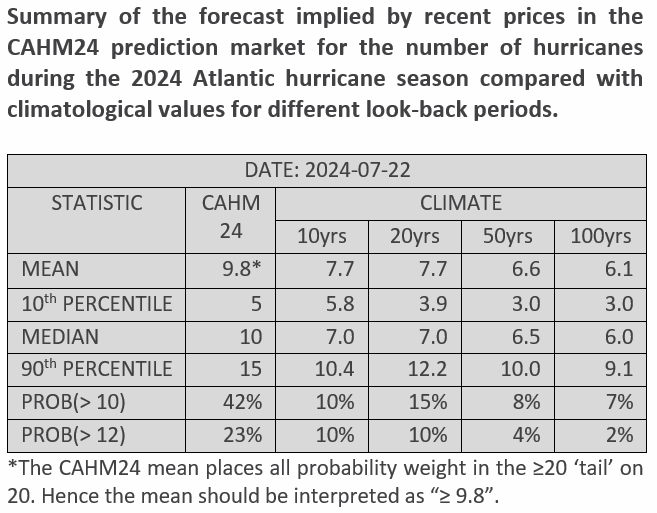 Summary of the forecast implied by recent prices in the
CAHM24 prediction market for the number of hurricanes
during the 2024 Atlantic hurricane season compared with
climatological values for different look-back periods.
DATE: 2024-07-22
STATISTIC CAHM 24 CLIMATE
10yrs 20yrs 50yrs 100yrs
MEAN 9.8* 7.7 7.7 6.6 6.1
10th PERCENTILE 5 5.8 3.9 3.0 3.0
MEDIAN 10 7.0 7.0 6.5 6.0
90th PERCENTILE 15 10.4 12.2 10.0 9.1
PROB(> 10) 42% 10% 15% 8% 7%
PROB(> 12) 23% 10% 10% 4% 2%
*The CAHM24 mean places all probability weight in the ≥20 ‘tail’ on
20. Hence the mean should be interpreted as “≥ 9.8”.